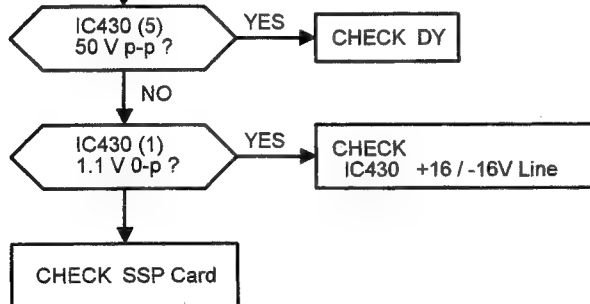 IC430 (5)
50 V p-p ?
YES
CHECK DY
NO
IC430 (1)
1.1 V 0-p ?
YES
CHECK
IC430 +16 / -16V Line
CHECK SSP Card